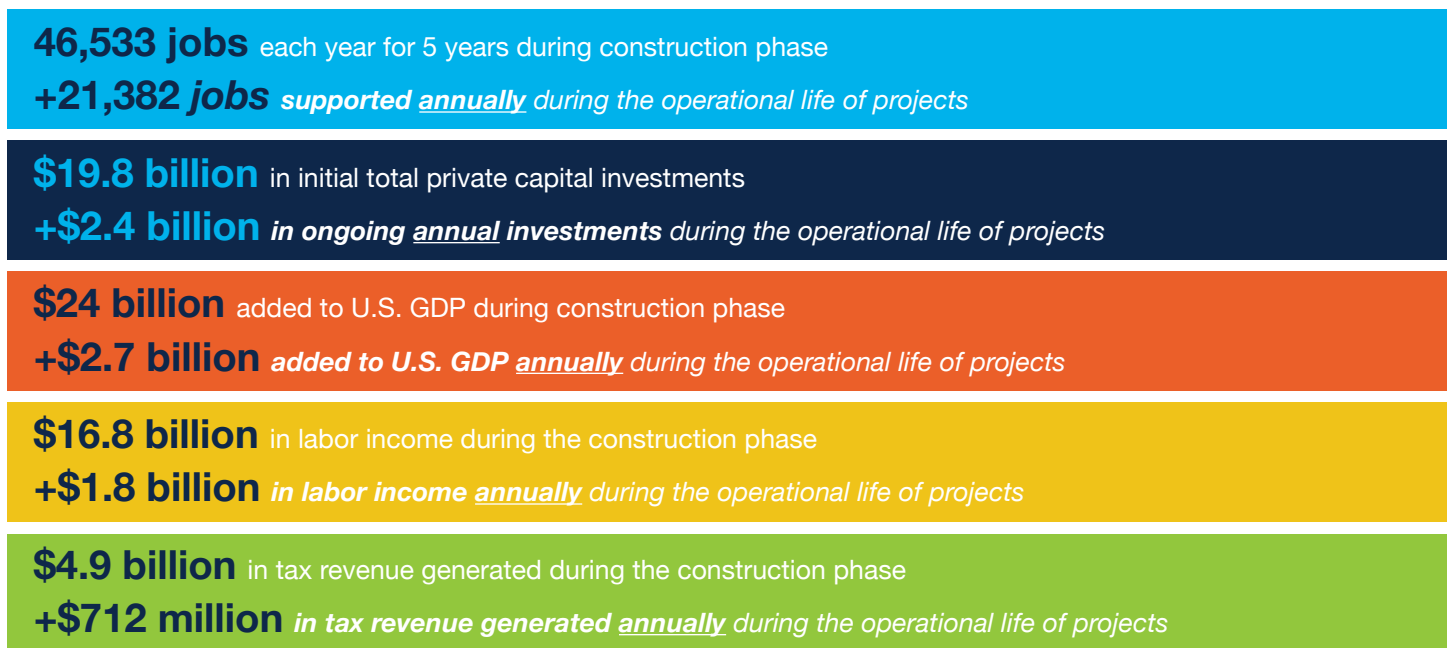 46,533 jobs each year for 5 years during construction phase
+21,382 jobs supported annually during the operational life of projects
$19.8 billion in initial total private capital investments
+$2.4 billion in ongoing annual investments during the operational life of projects
$24 billion added to U.S. GDP during construction phase
+$2.7 billion added to U.S. GDP annually during the operational life of projects
$16.8 billion in labor income during the construction phase
+$1.8 billion in labor income annually during the operational life of projects
$4.9 billion in tax revenue generated during the construction phase
+$712 million in tax revenue generated annually during the operational life of projects